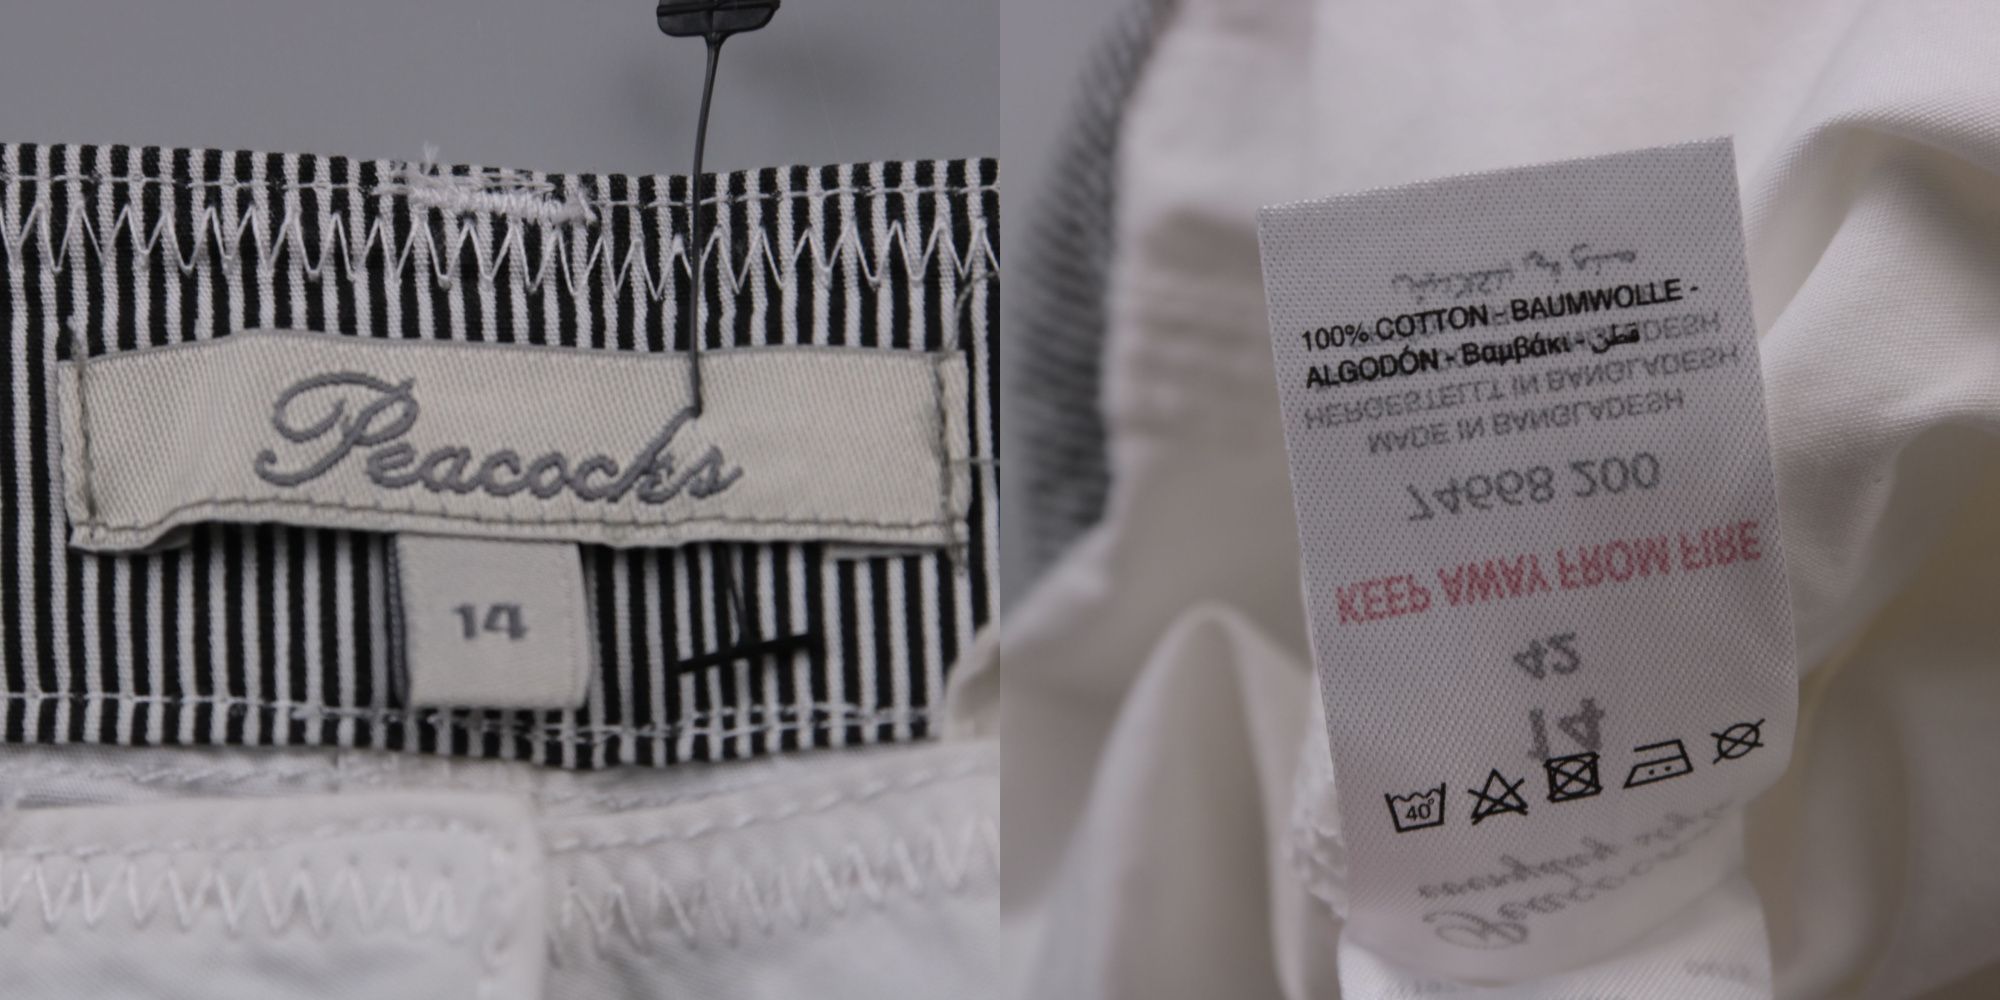 Peacocks
14
100% COTTON - BAUMWOLLE -
ALGODÓN - Βαμβάκι - قطن
HERGESTELLT IN BANGLADESH
MADE IN BANGLADESH
74668 200
KEEP AWAY FROM FIRE
42
14
40°